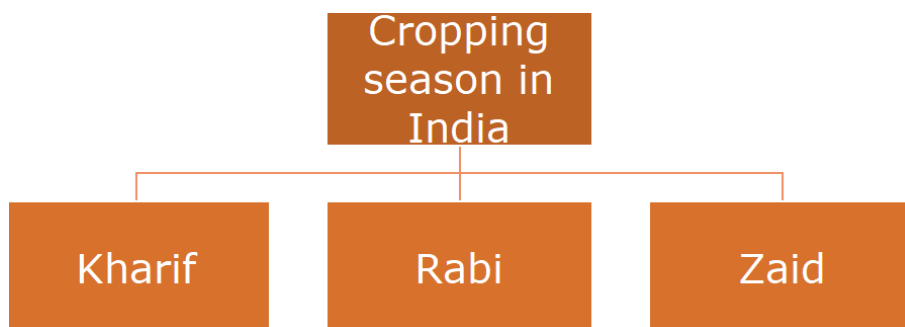 Cropping
season in
India
Kharif
Rabi
Zaid